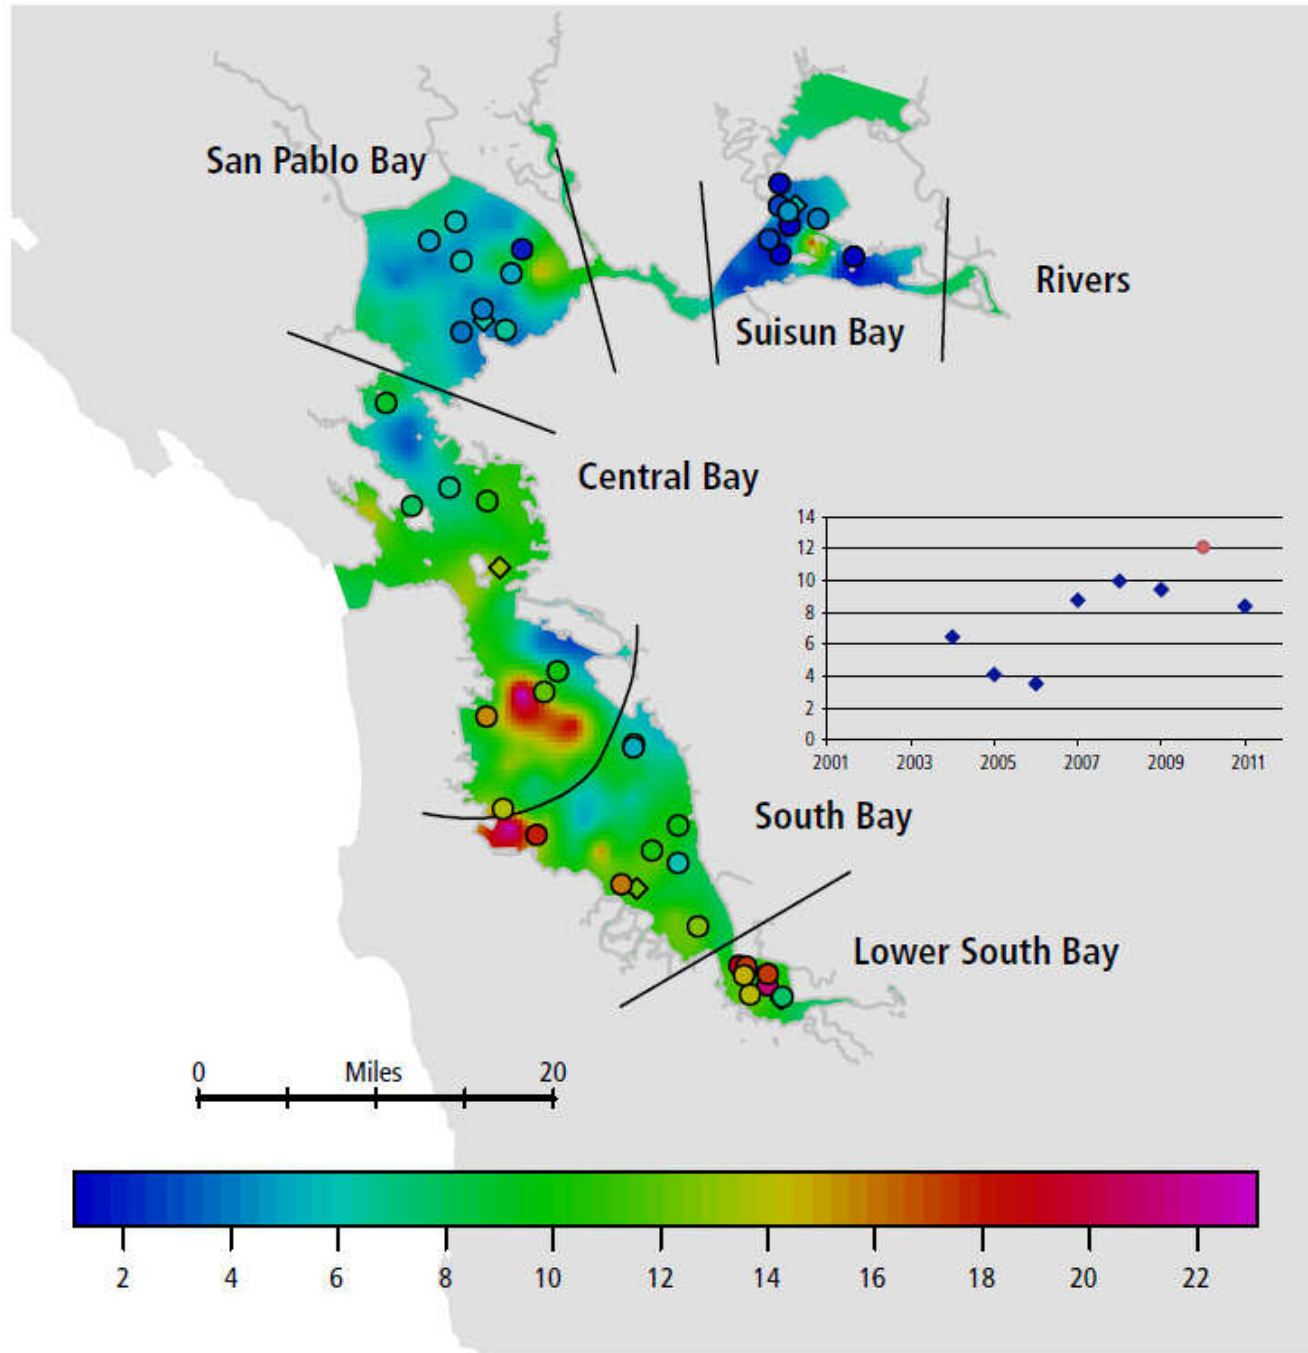 San Pablo Bay
Rivers
Suisun Bay
Central Bay
14
12
10
8
6
4
2
0
2001 2003 2005 2007 2009 2011
South Bay
Lower South Bay
0 Miles 20
2 4 6 8 10 12 14 16 18 20 22